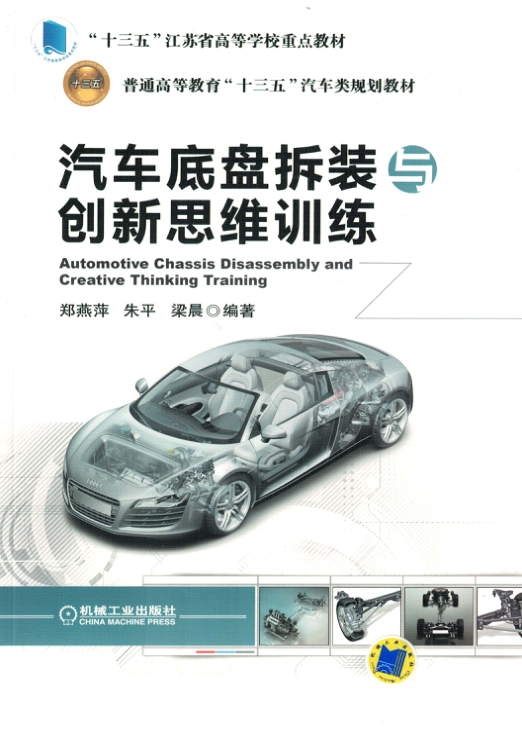 “十三五”江苏省高等学校重点教材
十三五
普通高等教育“十三五”汽车类规划教材
汽车底盘拆装与
创新思维训练
Automotive Chassis Disassembly and
Creative Thinking Training
郑燕萍 朱平 梁晨◎编著
机械工业出版社
CHINA MACHINE PRESS